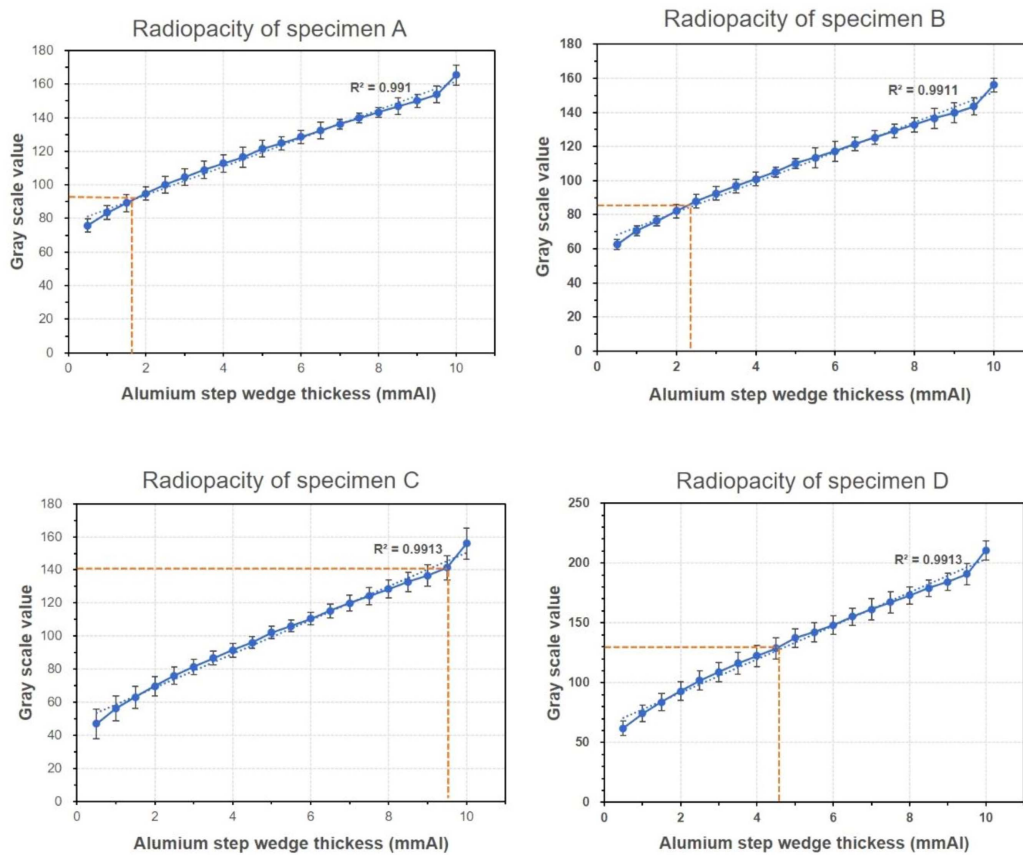 Radiopacity of specimen A
180
160
140
120
100
80
60
40
20
0
Gray scale value
R² = 0.991
0 2 4 6 8 10
Alumium step wedge thickess (mmAl)
Radiopacity of specimen B
180
160
140
120
100
80
60
40
20
0
Gray scale value
R² = 0.9911
0 2 4 6 8 10
Alumium step wedge thickess (mmAl)
Radiopacity of specimen C
180
160
140
120
100
80
60
40
20
0
Gray scale value
R² = 0.9913
0 2 4 6 8 10
Alumium step wedge thickess (mmAl)
Radiopacity of specimen D
250
200
150
100
50
0
Gray scale value
R² = 0.9913
0 2 4 6 8 10
Alumium step wedge thickess (mmAl)